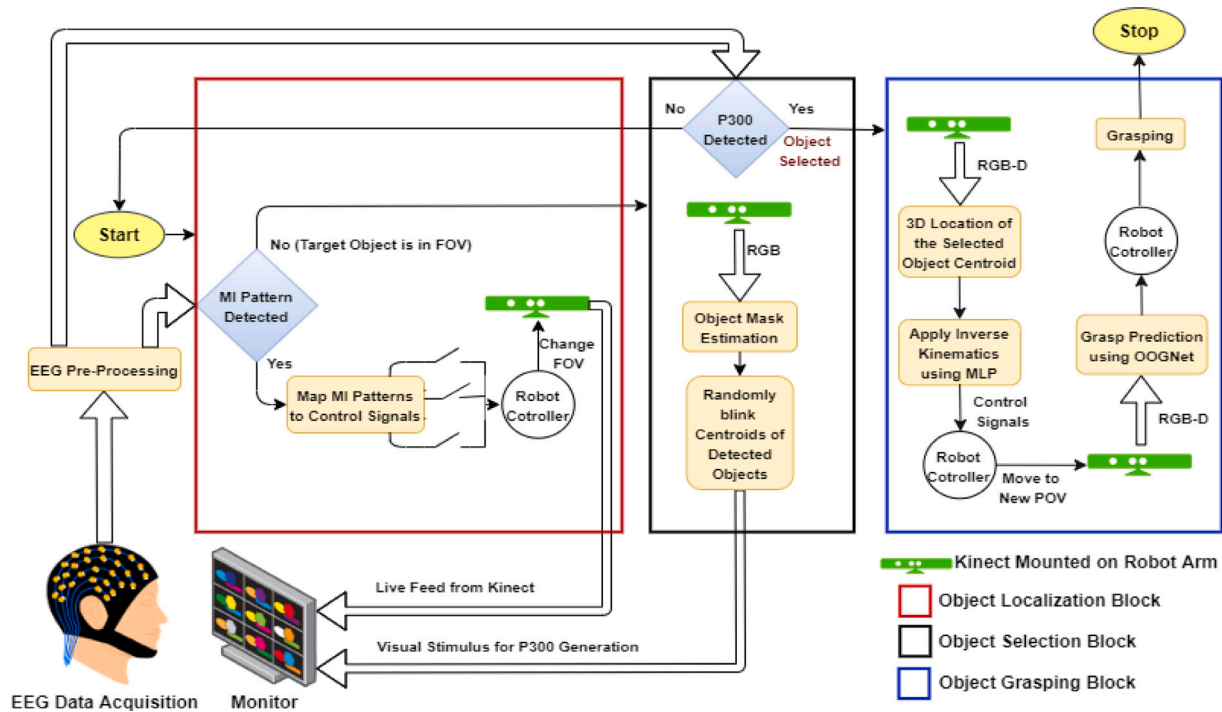 Stop
No
Yes
P300
Detected
Object
Selected
Grasping
RGB-D
Start
No (Target Object is in FOV)
RGB
3D Location of
the Selected
Object Centroid
Robot
Cotroller
MI Pattern
Detected
Object Mask
Estimation
Change
FOV
Apply Inverse
Kinematics
using MLP
Grasp Prediction
using OOGNet
EEG Pre-Processing
Yes
Map MI Patterns
to Control Signals
Robot
Cotroller
Randomly
blink
Centroids of
Detected
Objects
Control
Signals
RGB-D
Robot
Cotroller
Move to
New POV
Kinect Mounted on Robot Arm
Live Feed from Kinect
Object Localization Block
Visual Stimulus for P300 Generation
Object Selection Block
Object Grasping Block
EEG Data Acquisition
Monitor